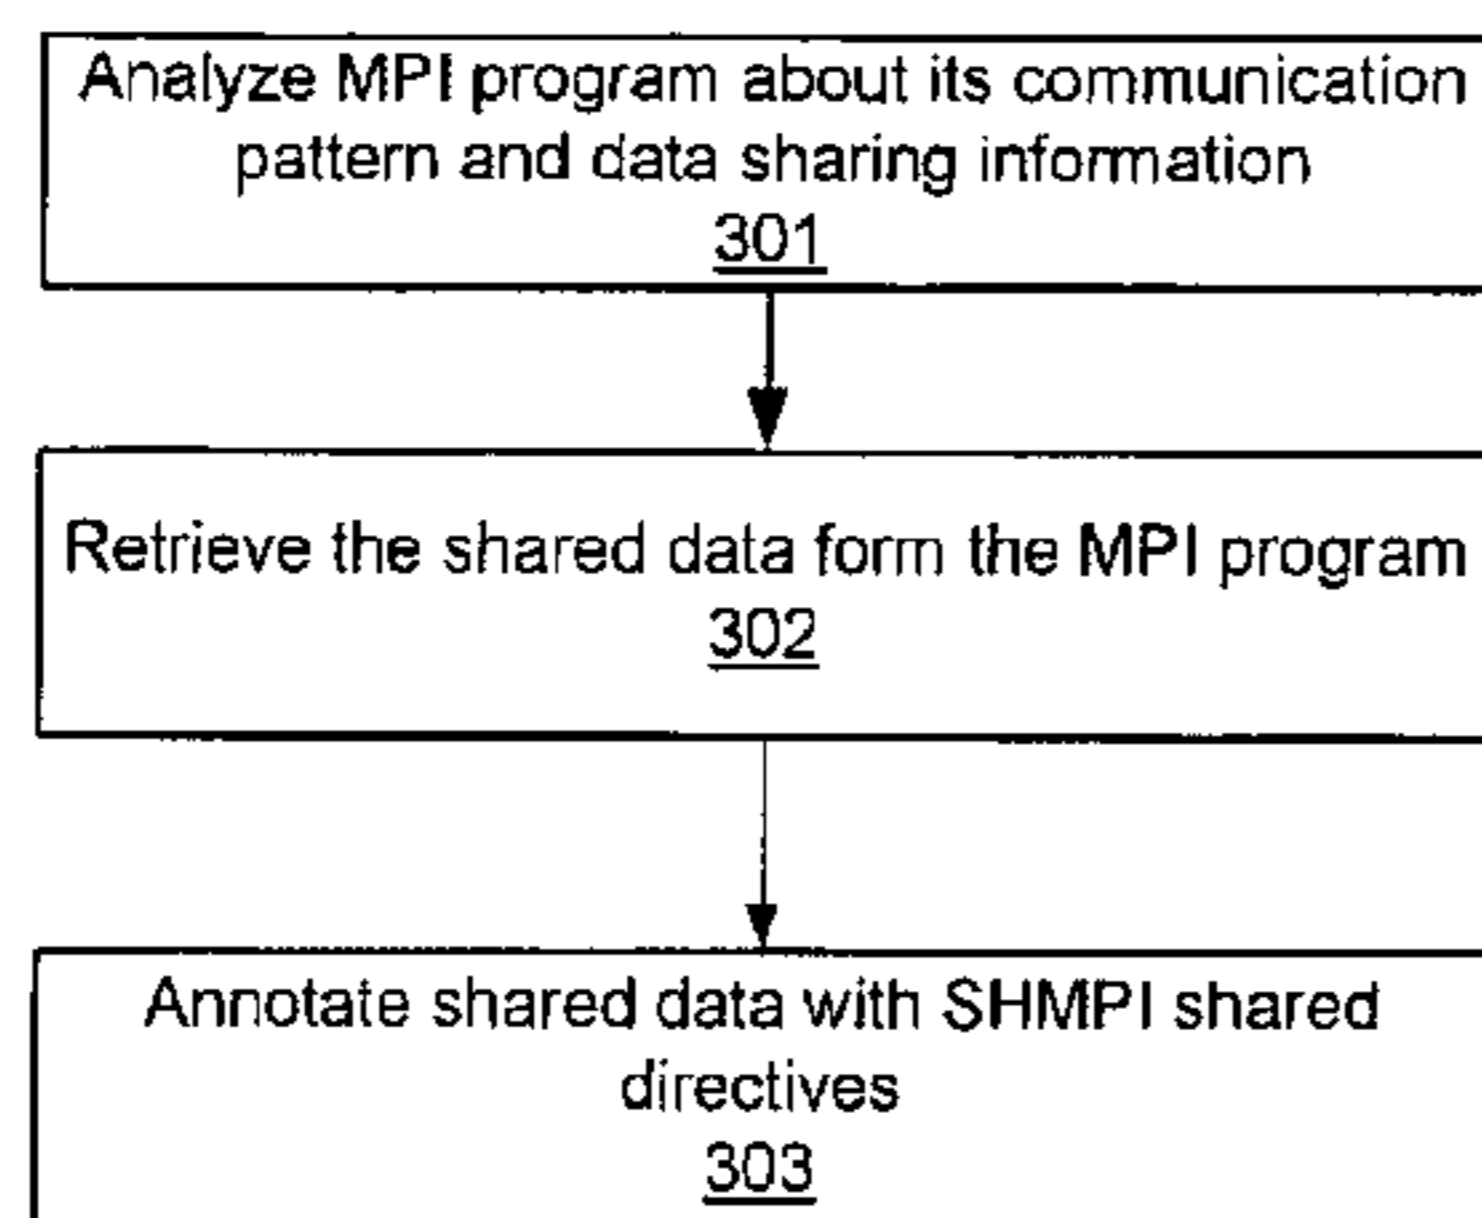 Analyze MPI program about its communication
pattern and data sharing information
301
Retrieve the shared data form the MPI program
302
Annotate shared data with SHMPI shared
directives
303